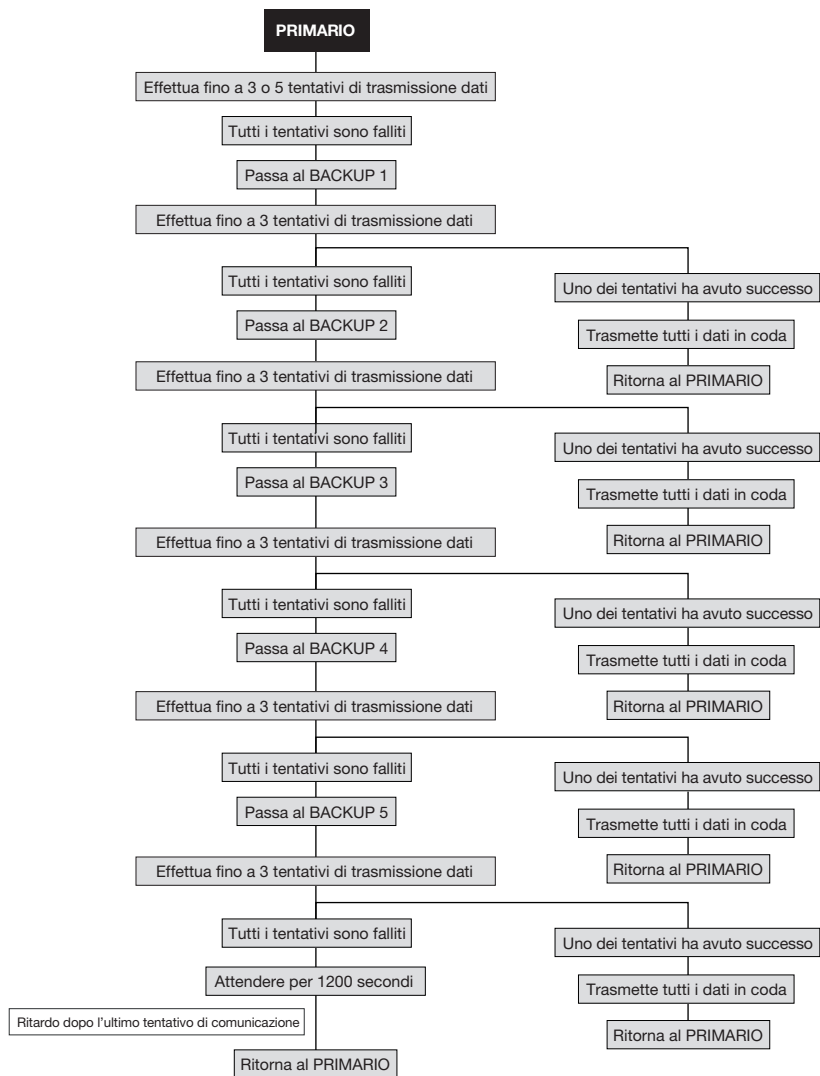 PRIMARIO
Effettua fino a 3 o 5 tentativi di trasmissione dati
Tutti i tentativi sono falliti
Passa al BACKUP 1
Effettua fino a 3 tentativi di trasmissione dati
Tutti i tentativi sono falliti
Uno dei tentativi ha avuto successo
Passa al BACKUP 2
Trasmette tutti i dati in coda
Effettua fino a 3 tentativi di trasmissione dati
Ritorna al PRIMARIO
Tutti i tentativi sono falliti
Uno dei tentativi ha avuto successo
Passa al BACKUP 3
Trasmette tutti i dati in coda
Effettua fino a 3 tentativi di trasmissione dati
Ritorna al PRIMARIO
Tutti i tentativi sono falliti
Uno dei tentativi ha avuto successo
Passa al BACKUP 4
Trasmette tutti i dati in coda
Effettua fino a 3 tentativi di trasmissione dati
Ritorna al PRIMARIO
Tutti i tentativi sono falliti
Uno dei tentativi ha avuto successo
Passa al BACKUP 5
Trasmette tutti i dati in coda
Effettua fino a 3 tentativi di trasmissione dati
Ritorna al PRIMARIO
Tutti i tentativi sono falliti
Uno dei tentativi ha avuto successo
Attendere per 1200 secondi
Trasmette tutti i dati in coda
Ritardo dopo l'ultimo tentativo di comunicazione
Ritorna al PRIMARIO
Ritorna al PRIMARIO